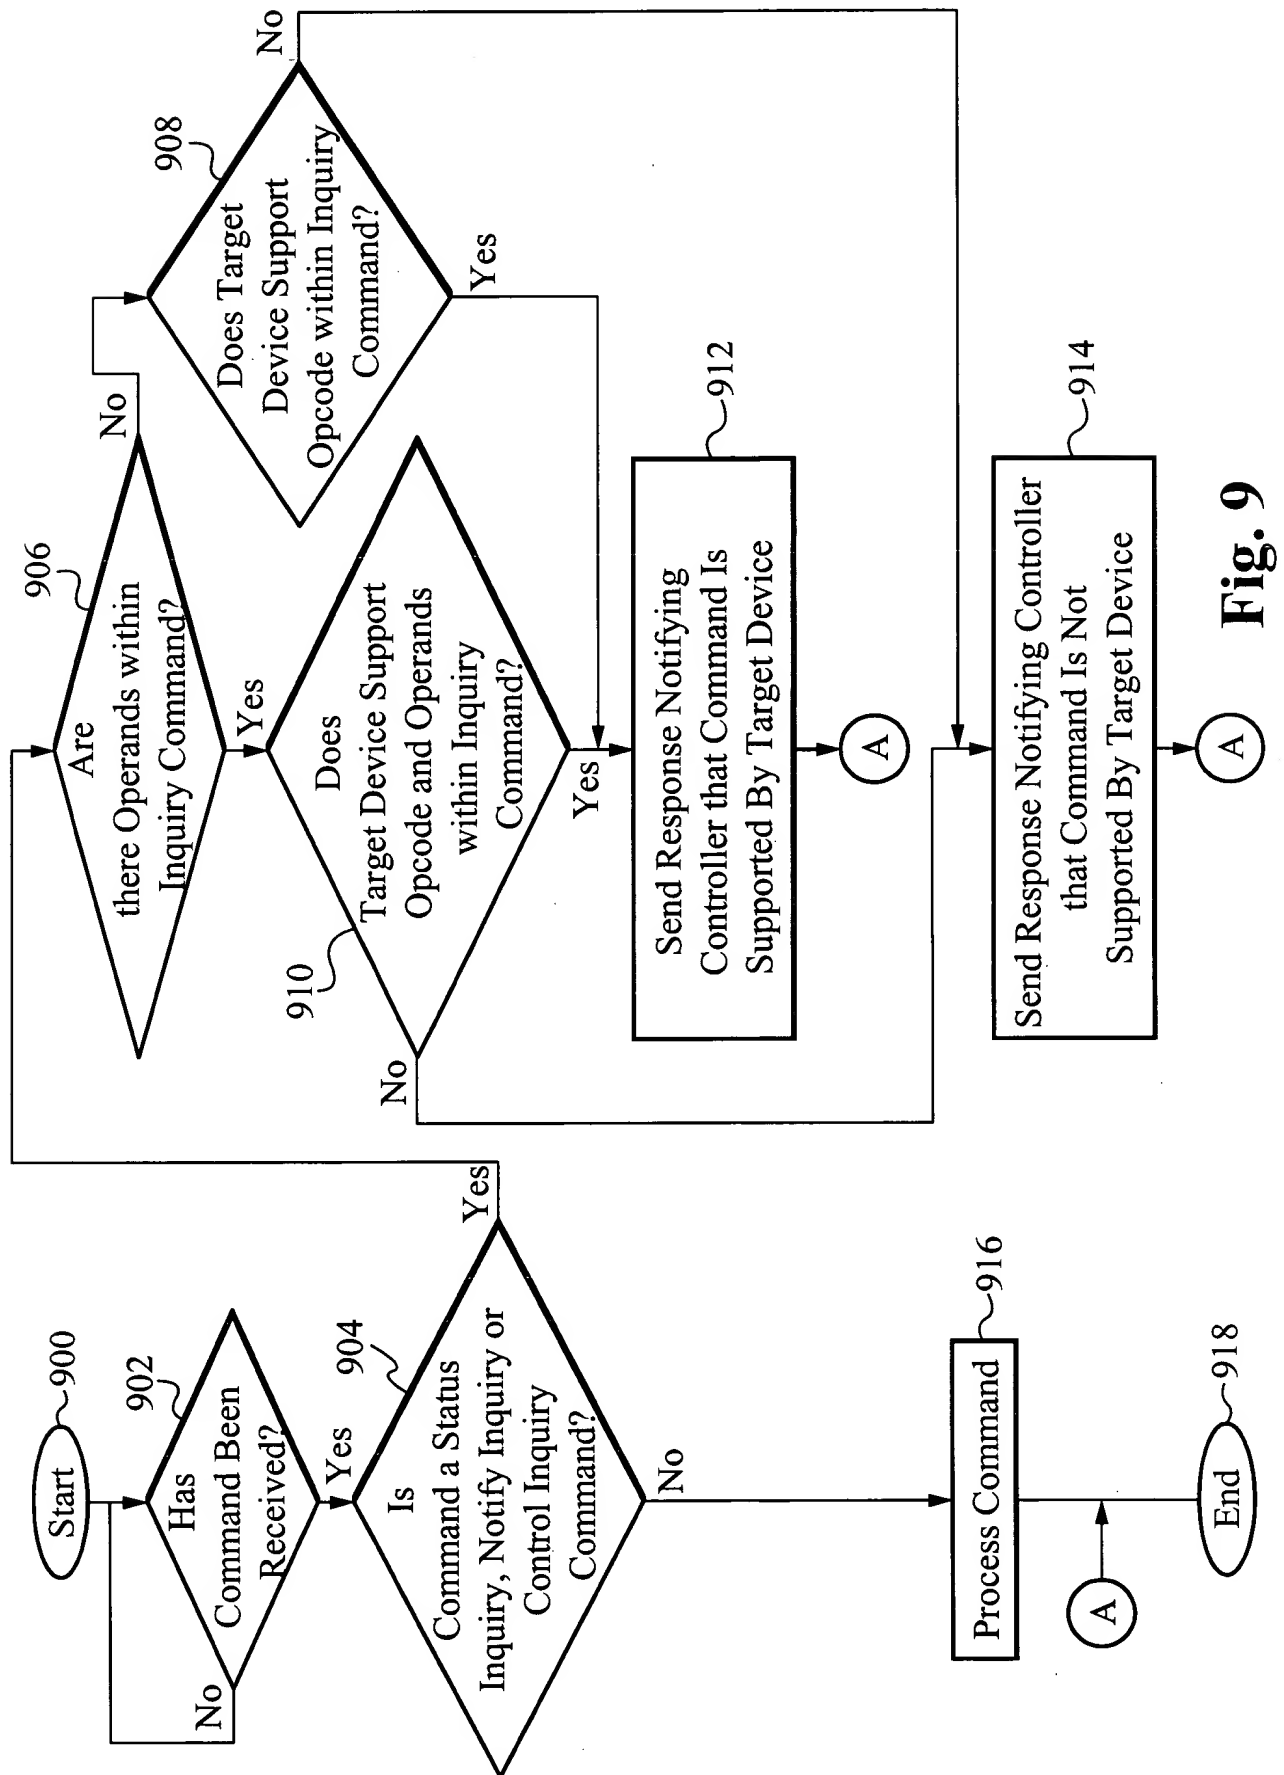 Start
900
Has
Command Been
Received?
902
No
Yes
Is
Command a Status
Inquiry, Notify Inquiry or
Control Inquiry
Command?
904
Yes
No
Process Command
916
A
End
918
Are
there Operands within
Inquiry Command?
906
No
Yes
Does Target
Device Support
Opcode within Inquiry
Command?
908
No
Yes
Does
Target Device Support
Opcode and Operands
within Inquiry
Command?
910
No
Yes
Send Response Notifying
Controller that Command Is
Supported By Target Device
912
A
Send Response Notifying Controller
that Command Is Not
Supported By Target Device
914
A
Fig. 9